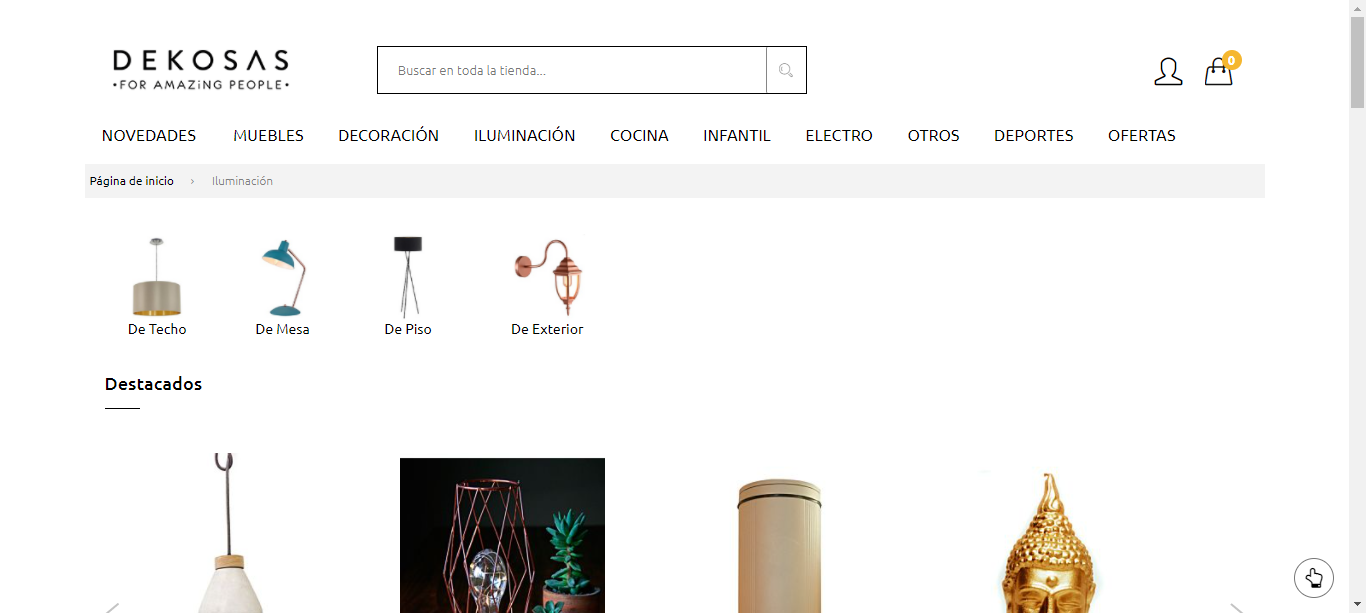 DEKOSAS
•FOR AMAZiNG PEOPLE•
Buscar en toda la tienda...
0
NOVEDADES MUEBLES DECORACIÓN ILUMINACIÓN COCINA INFANTIL ELECTRO OTROS DEPORTES OFERTAS
Página de inicio › Iluminación
De Techo De Mesa De Piso De Exterior
Destacados